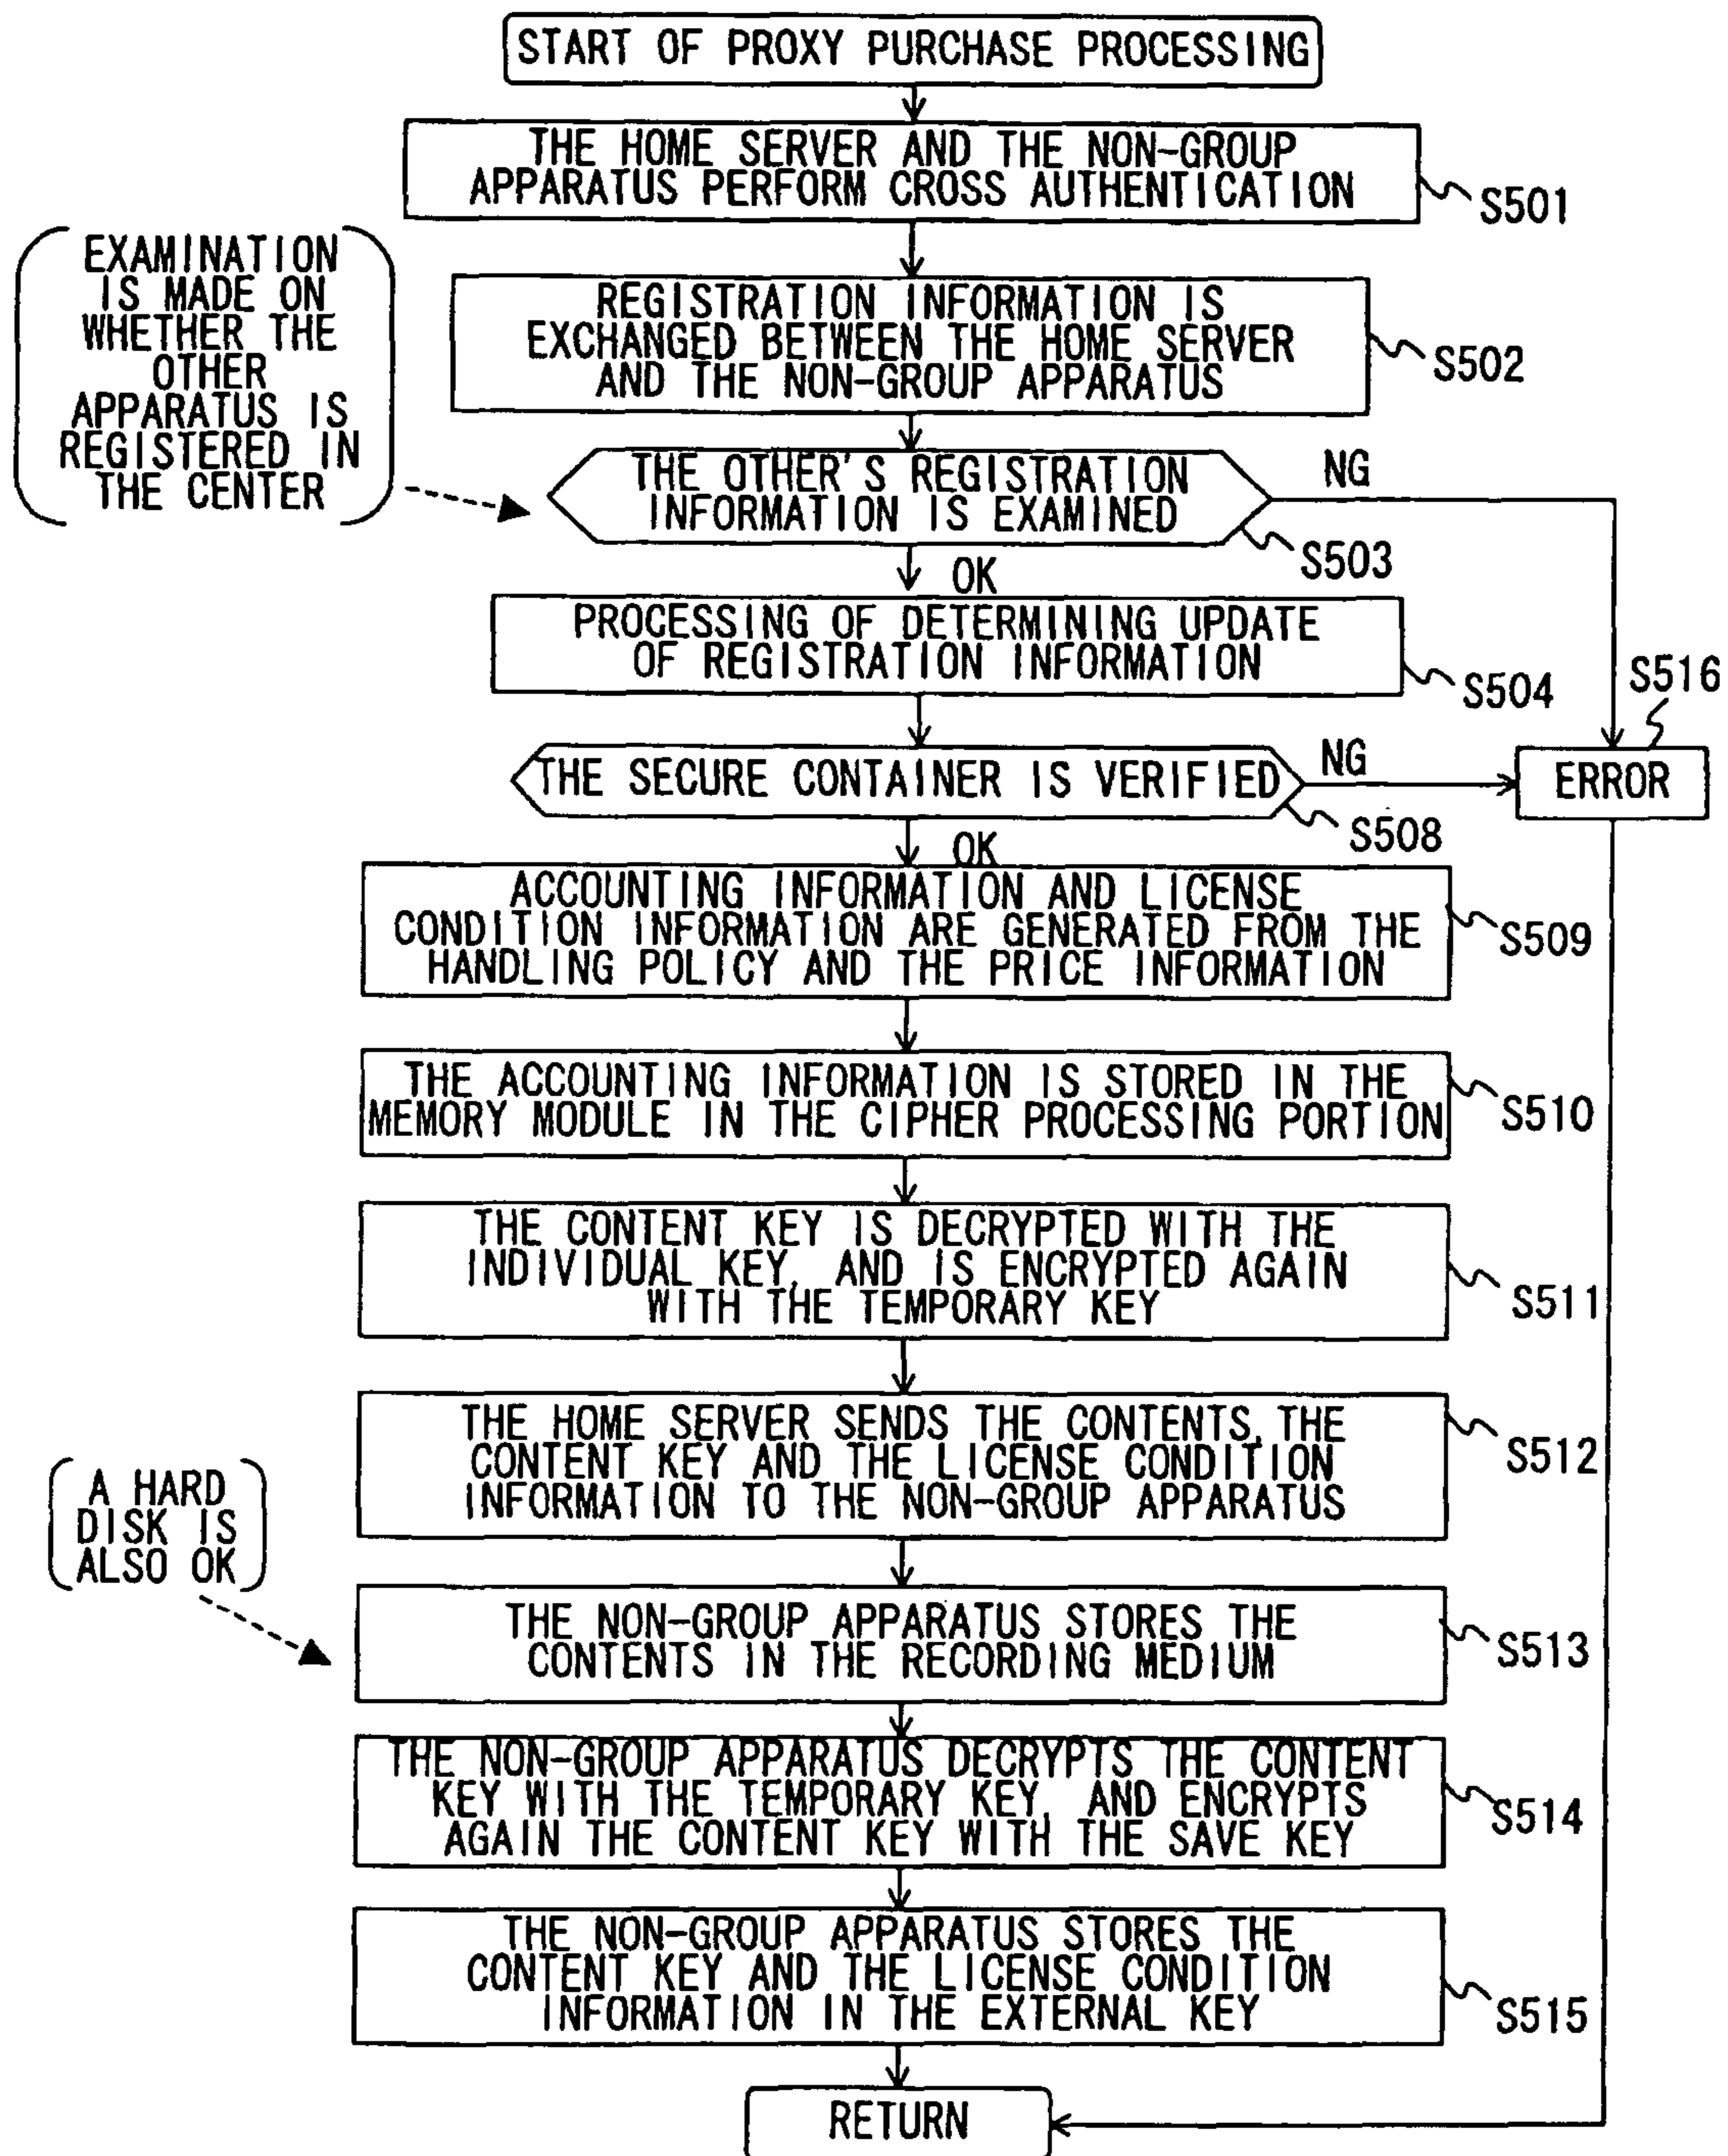 START OF PROXY PURCHASE PROCESSING
THE HOME SERVER AND THE NON-GROUP
APPARATUS PERFORM CROSS AUTHENTICATION
S501
EXAMINATION
IS MADE ON
WHETHER THE
OTHER
APPARATUS IS
REGISTERED IN
THE CENTER
REGISTRATION INFORMATION IS
EXCHANGED BETWEEN THE HOME SERVER
AND THE NON-GROUP APPARATUS
S502
THE OTHER'S REGISTRATION
INFORMATION IS EXAMINED
NG
S503
OK
PROCESSING OF DETERMINING UPDATE
OF REGISTRATION INFORMATION
S504
S516
THE SECURE CONTAINER IS VERIFIED
NG
ERROR
S508
OK
ACCOUNTING INFORMATION AND LICENSE
CONDITION INFORMATION ARE GENERATED FROM THE
HANDLING POLICY AND THE PRICE INFORMATION
S509
THE ACCOUNTING INFORMATION IS STORED IN THE
MEMORY MODULE IN THE CIPHER PROCESSING PORTION
S510
THE CONTENT KEY IS DECRYPTED WITH THE
INDIVIDUAL KEY, AND IS ENCRYPTED AGAIN
WITH THE TEMPORARY KEY
S511
THE HOME SERVER SENDS THE CONTENTS, THE
CONTENT KEY AND THE LICENSE CONDITION
INFORMATION TO THE NON-GROUP APPARATUS
S512
A HARD
DISK IS
ALSO OK
THE NON-GROUP APPARATUS STORES THE
CONTENTS IN THE RECORDING MEDIUM
S513
THE NON-GROUP APPARATUS DECRYPTS THE CONTENT
KEY WITH THE TEMPORARY KEY, AND ENCRYPTS
AGAIN THE CONTENT KEY WITH THE SAVE KEY
S514
THE NON-GROUP APPARATUS STORES THE
CONTENT KEY AND THE LICENSE CONDITION
INFORMATION IN THE EXTERNAL KEY
S515
RETURN